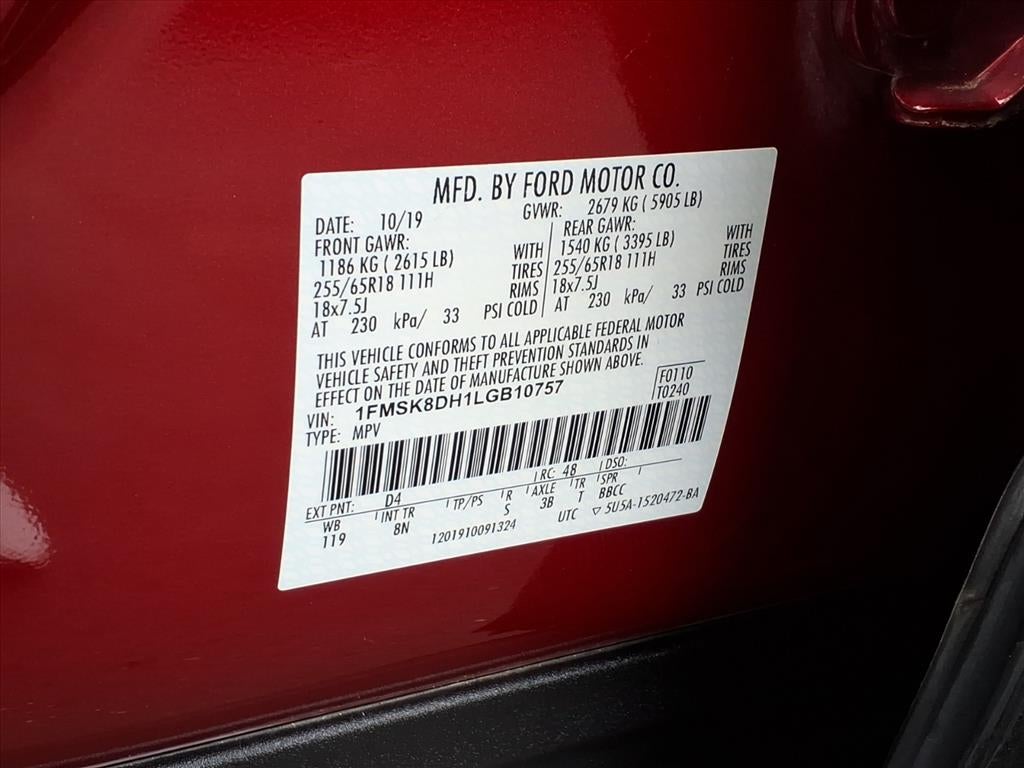 MFD. BY FORD MOTOR CO.
DATE: 10/19 GVWR: 2679 KG ( 5905 LB)
FRONT GAWR: REAR GAWR:
1186 KG ( 2615 LB) WITH 1540 KG ( 3395 LB) WITH
255/65R18 111H TIRES 255/65R18 111H TIRES
18x7.5J RIMS 18x7.5J RIMS
AT 230 kPa/ 33 PSI COLD AT 230 kPa/ 33 PSI COLD
THIS VEHICLE CONFORMS TO ALL APPLICABLE FEDERAL MOTOR
VEHICLE SAFETY AND THEFT PREVENTION STANDARDS IN
EFFECT ON THE DATE OF MANUFACTURE SHOWN ABOVE.
VIN: 1FMSK8DH1LGB10757 F0110
TYPE: MPV T0240
EXT PNT: D4 RC: 48 DSO:
WB INT TR TP/PS R AXLE TR SPR
119 8N S 3B T BBCC
1201910091324 UTC ▽ 5U5A-1520472-BA